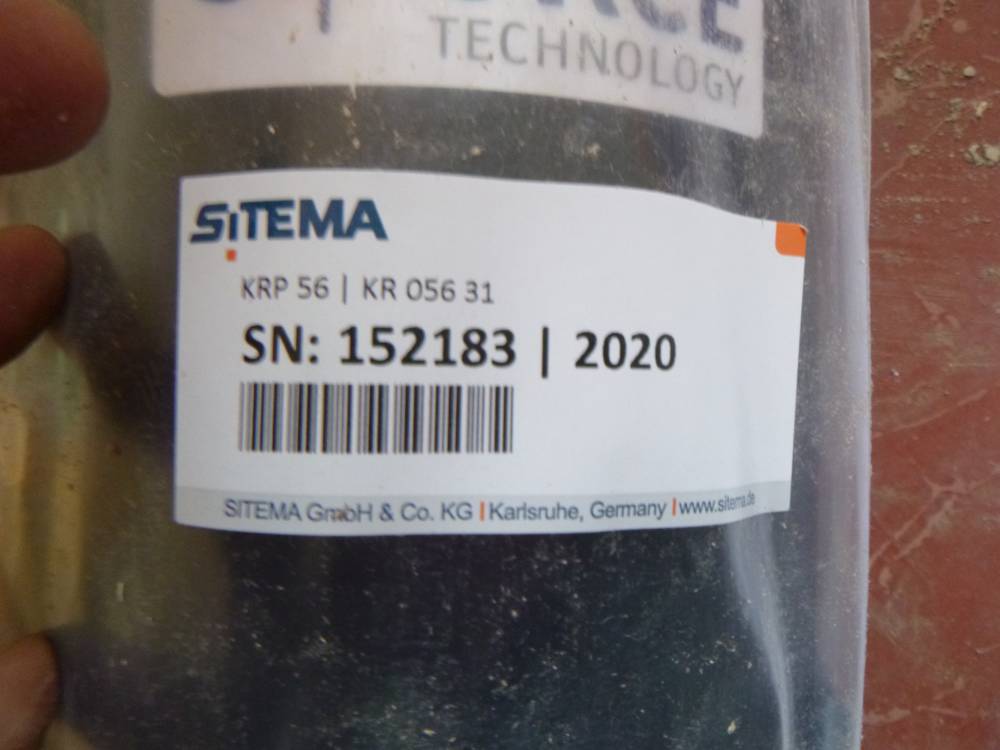 TECHNOLOGY
SITEMA
KRP 56 | KR 056 31
SN: 152183 | 2020
SITEMA GmbH & Co. KG | Karlsruhe, Germany | www.sitema.de